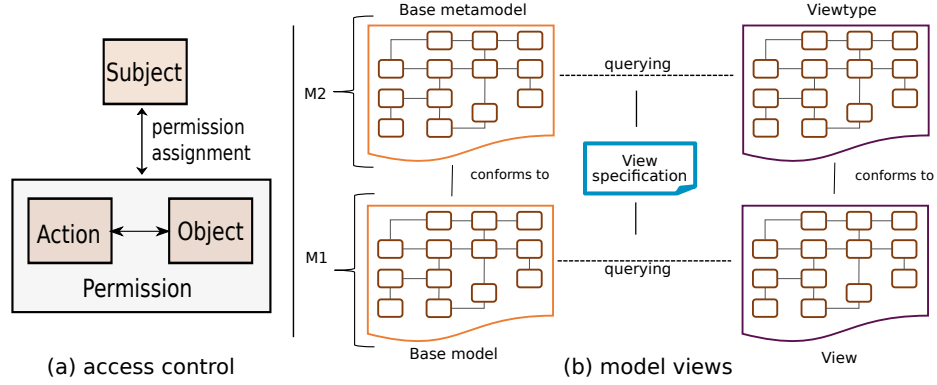 Subject
permission
assignment
Action
Object
Permission
(a) access control
Base metamodel
Viewtype
M2
querying
View
specification
conforms to
conforms to
M1
querying
Base model
View
(b) model views